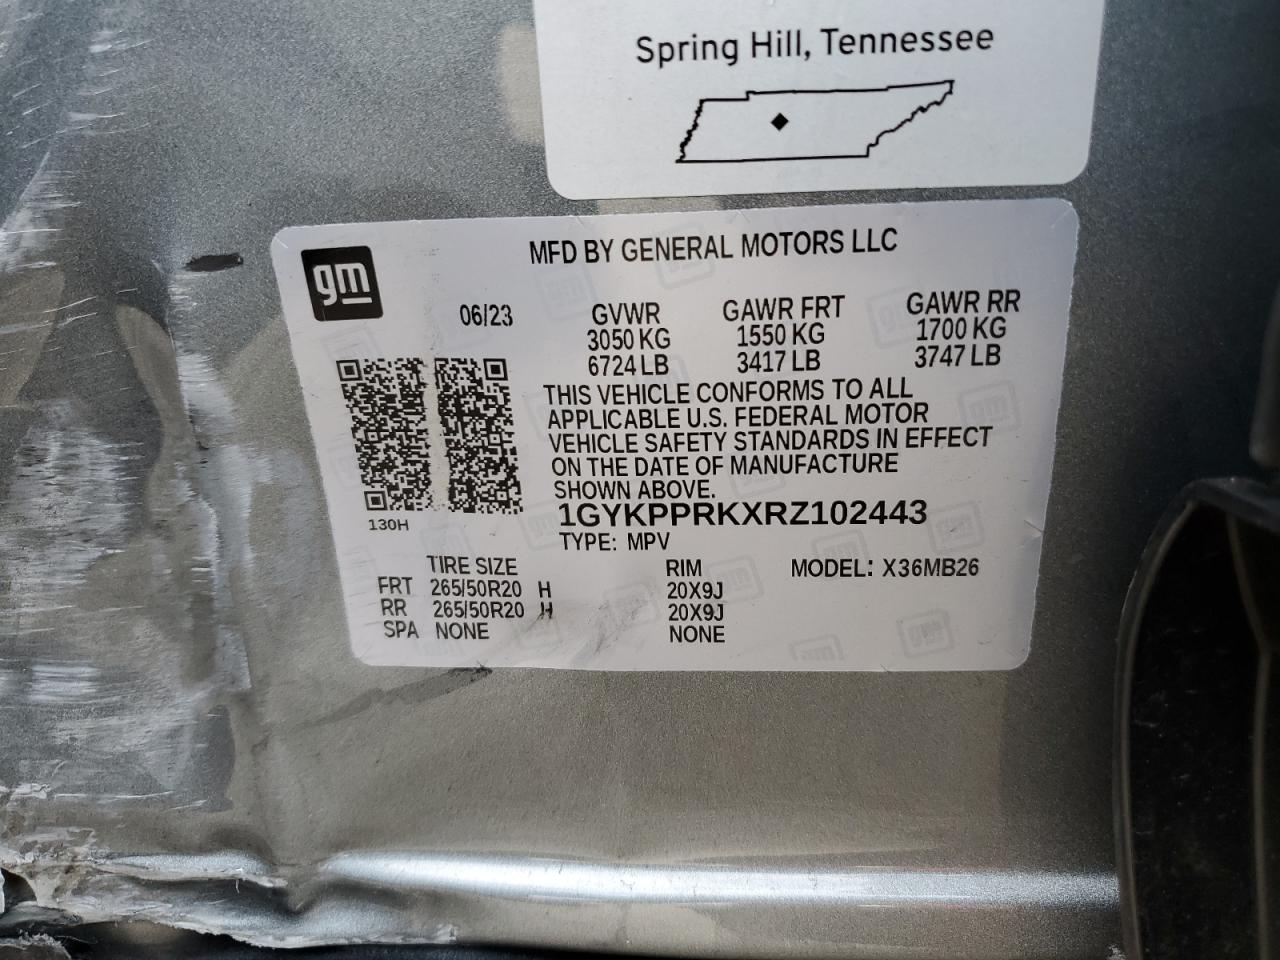 Spring Hill, Tennessee
gm
MFD BY GENERAL MOTORS LLC
06/23
GVWR GAWR FRT GAWR RR
3050 KG 1550 KG 1700 KG
6724 LB 3417 LB 3747 LB
THIS VEHICLE CONFORMS TO ALL
APPLICABLE U.S. FEDERAL MOTOR
VEHICLE SAFETY STANDARDS IN EFFECT
ON THE DATE OF MANUFACTURE
SHOWN ABOVE.
1GYKPPRKXRZ102443
130H
TYPE: MPV
TIRE SIZE RIM MODEL: X36MB26
FRT 265/50R20 H 20X9J
RR 265/50R20 H 20X9J
SPA NONE NONE